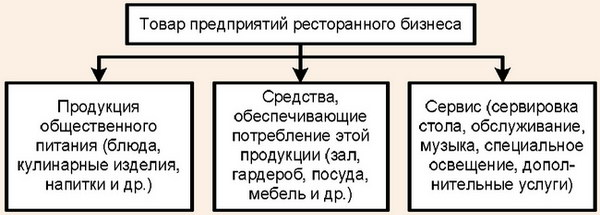 Товар предприятий ресторанного бизнеса
Продукция
общественного
питания (блюда,
кулинарные изделия,
напитки и др.)
Средства,
обеспечивающие
потребление этой
продукции (зал,
гардероб, посуда,
мебель и др.)
Сервис (сервировка
стола, обслуживание,
музыка, специальное
освещение, допол-
нительные услуги)